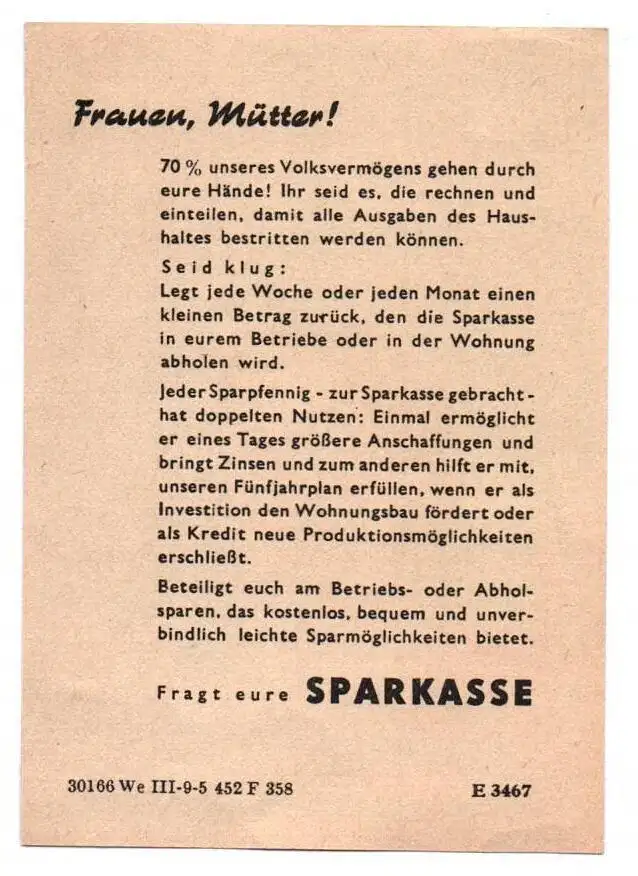 Frauen, Mütter!
70 % unseres Volksvermögens gehen durch
eure Hände! Ihr seid es, die rechnen und
einteilen, damit alle Ausgaben des Haus-
haltes bestritten werden können.
Seid klug:
Legt jede Woche oder jeden Monat einen
kleinen Betrag zurück, den die Sparkasse
in eurem Betriebe oder in der Wohnung
abholen wird.
Jeder Sparpfennig - zur Sparkasse gebracht -
hat doppelten Nutzen: Einmal ermöglicht
er eines Tages größere Anschaffungen und
bringt Zinsen und zum anderen hilft er mit,
unseren Fünfjahrplan erfüllen, wenn er als
Investition den Wohnungsbau fördert oder
als Kredit neue Produktionsmöglichkeiten
erschließt.
Beteiligt euch am Betriebs- oder Abhol-
sparen, das kostenlos, bequem und unver-
bindlich leichte Sparmöglichkeiten bietet.
Fragt eure SPARKASSE
30166 We III-9-5 452 F 358 E 3467